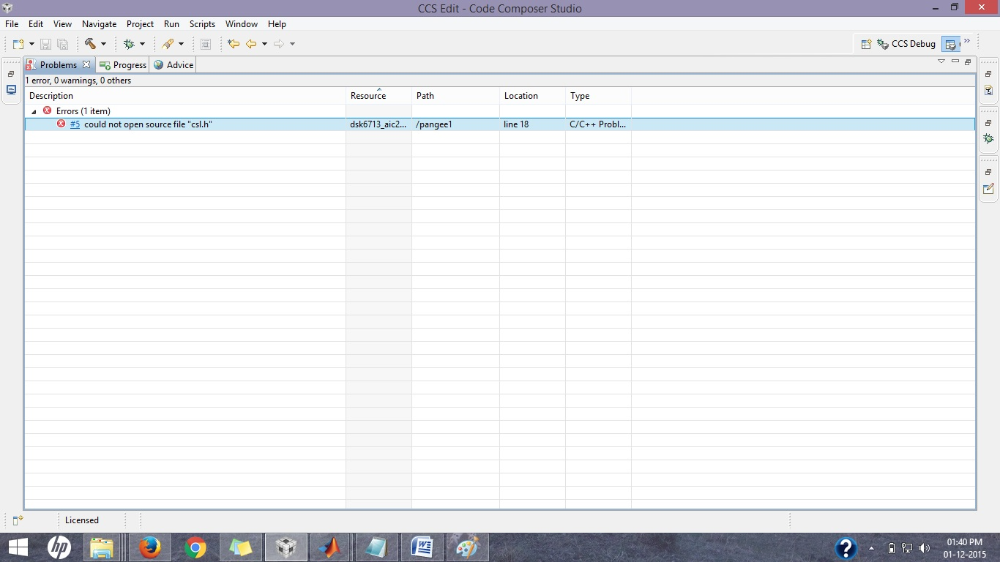 CCS Edit - Code Composer Studio
File Edit View Navigate Project Run Scripts Window Help
CCS Debug
Problems Progress Advice
1 error, 0 warnings, 0 others
Description Resource Path Location Type
Errors (1 item)
#5 could not open source file "csl.h" dsk6713_aic2... /pangee1 line 18 C/C++ Probl...
Licensed
01:40 PM
01-12-2015